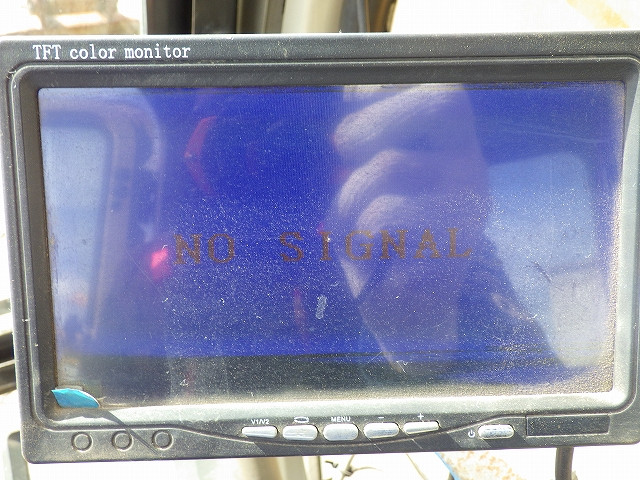 TFT color monitor
NO SIGNAL
V1/V2 MENU − +